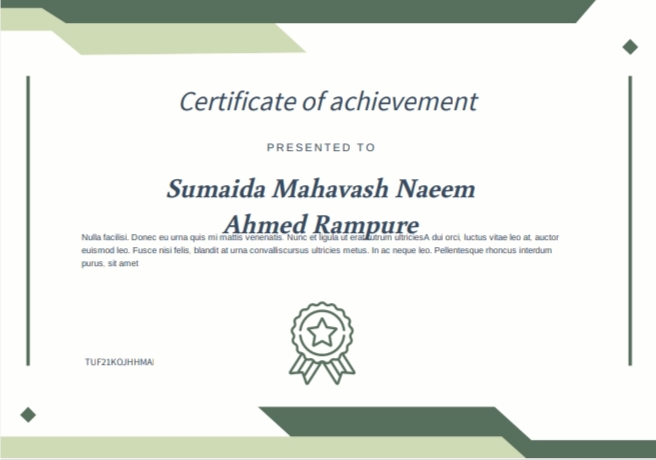 Certificate of achievement
PRESENTED TO
Sumaida Mahavash Naeem
Ahmed Rampure
Nulla facilisi. Donec eu urna quis mi mattis venenatis. Nunc et ligula ut erat rutrum ultriciesA dui orci, luctus vitae leo at, auctor
euismod leo. Fusce nisi felis, blandit at urna convalliscursus ultricies metus. In ac neque leo. Pellentesque rhoncus interdum
purus, sit amet
TUF21KOJHHMA